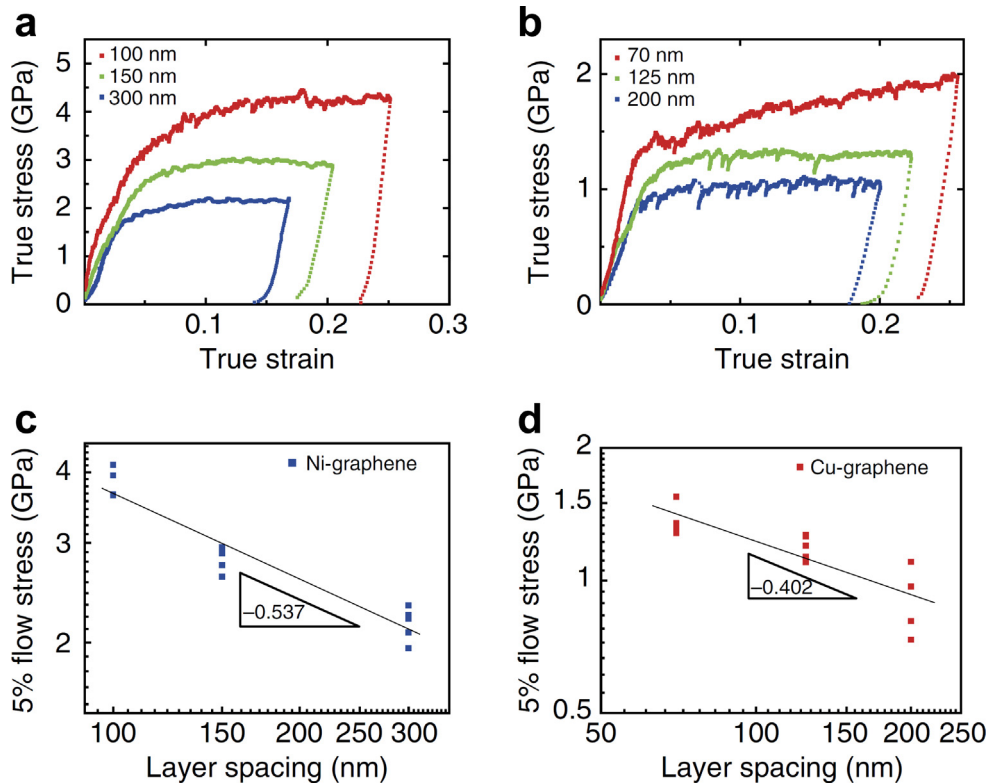 a
5
4
3
2
1
0
100 nm
150 nm
300 nm
0.1
0.2
0.3
True stress (GPa)
True strain
b
2
1
0
70 nm
125 nm
200 nm
0.1
0.2
True stress (GPa)
True strain
c
4
3
2
Ni-graphene
–0.537
100
150
200
250
300
5% flow stress (GPa)
Layer spacing (nm)
d
2
1.5
1
0.5
Cu-graphene
–0.402
50
100
150
200
250
5% flow stress (GPa)
Layer spacing (nm)